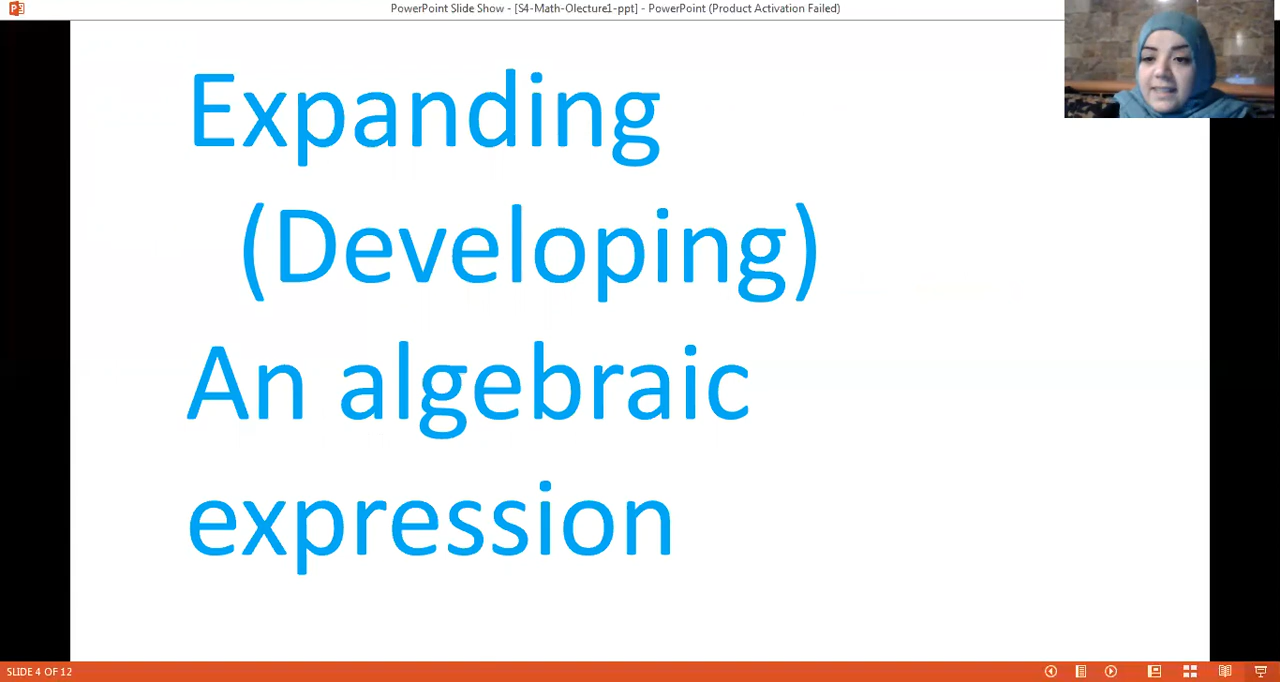 PowerPoint Slide Show - [S4-Math-Olecture1-ppt] - PowerPoint (Product Activation Failed)
Expanding
(Developing)
An algebraic
expression
SLIDE 4 OF 12